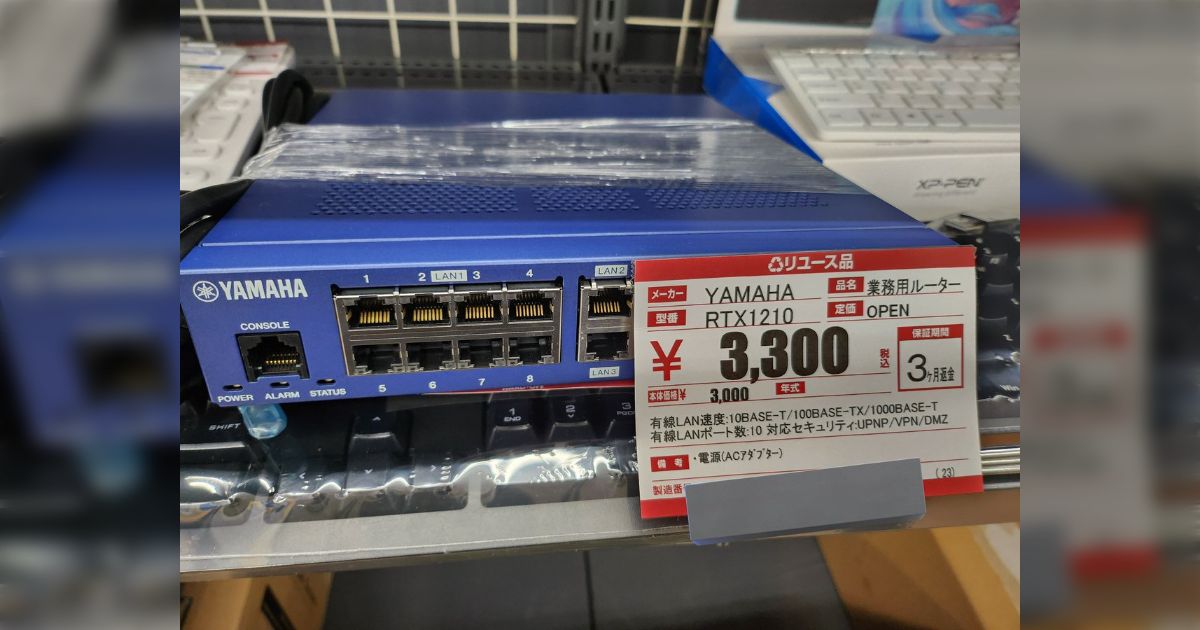 XP-PEN
YAMAHA
CONSOLE
POWER ALARM STATUS
1 2 LAN1 3 4
5 6 7 8
LAN2
LAN3
SHIFT
1
END
2
3
リユース品
メーカー YAMAHA
品名 業務用ルーター
型番 RTX1210
定価 OPEN
¥ 3,300 税込
本体価格¥ 3,000 年式
保証期間
3ヶ月返金
有線LAN速度:10BASE-T/100BASE-TX/1000BASE-T
有線LANポート数:10 対応セキュリティ:UPNP/VPN/DMZ
備考 ・電源(ACアダプター)
(23)
製造番